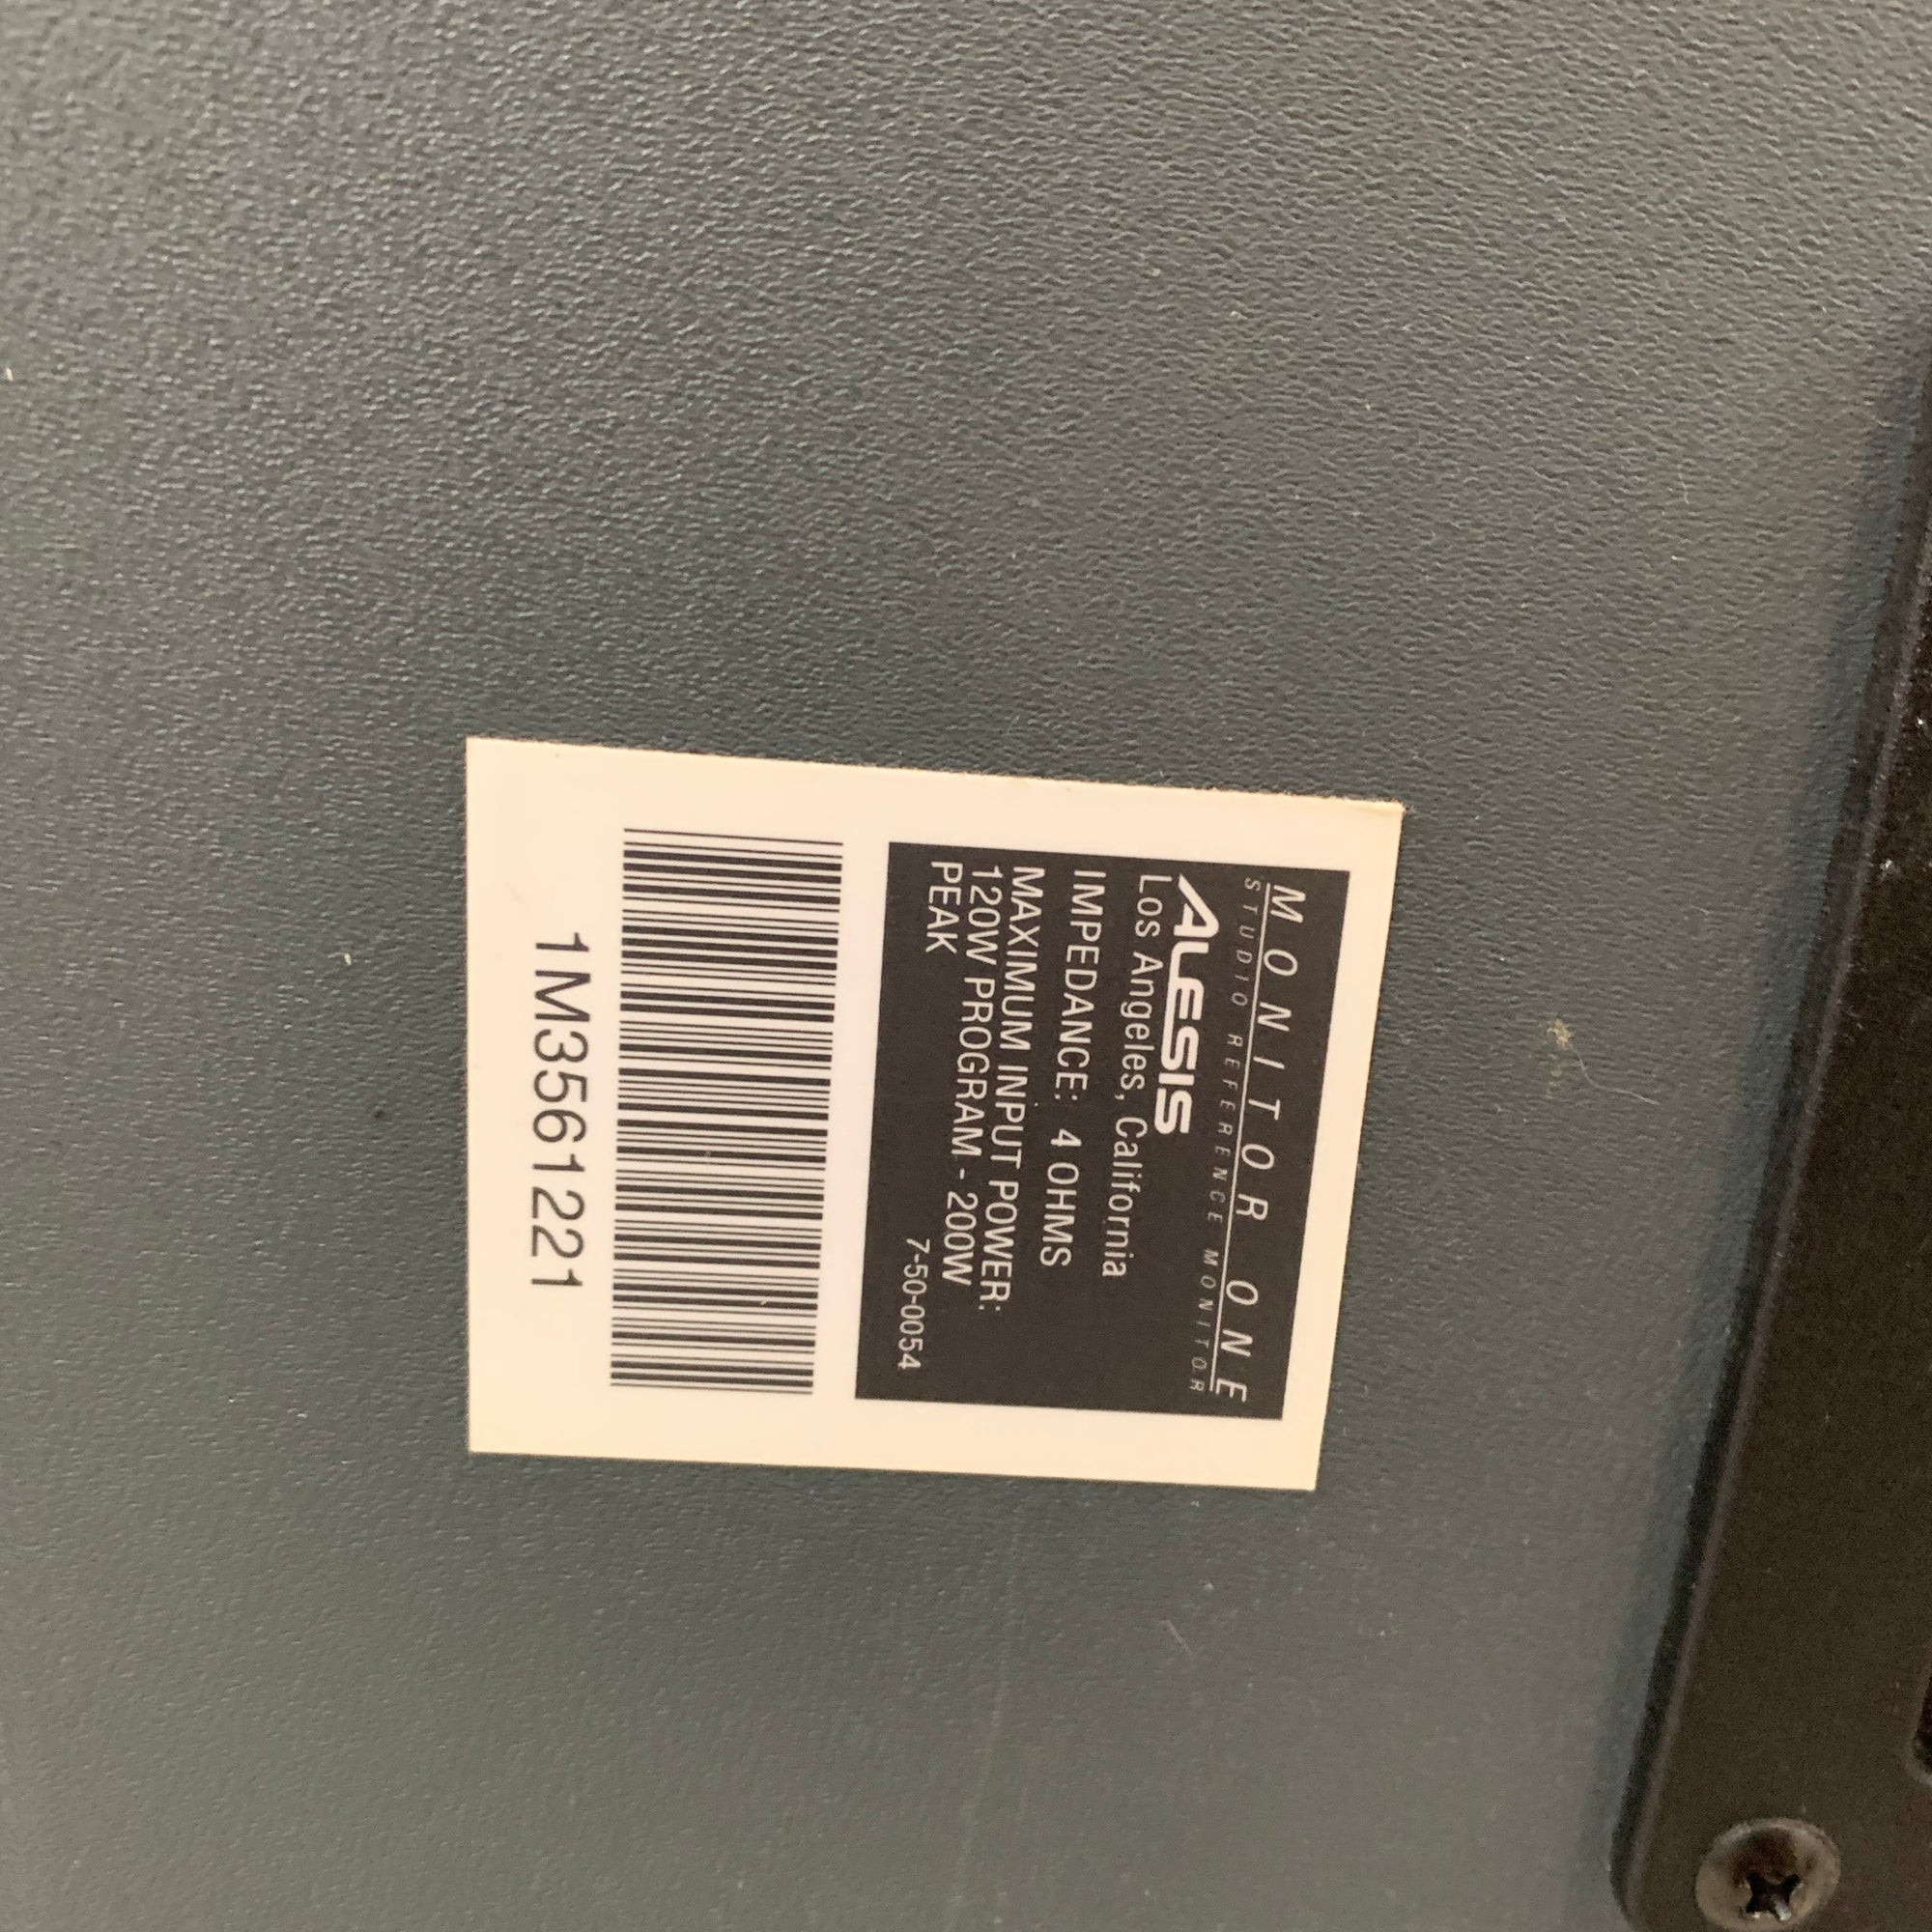 MONITOR ONE
STUDIO REFERENCE MONITOR
ALESIS
Los Angeles, California
IMPEDANCE: 4 OHMS
MAXIMUM INPUT POWER:
120W PROGRAM - 200W
PEAK
7-50-0054
1M3561221